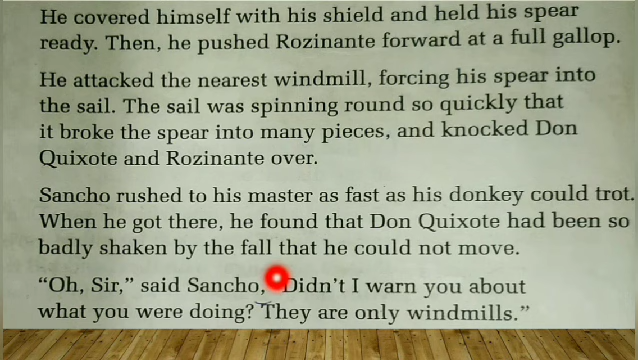 He covered himself with his shield and held his spear
ready. Then, he pushed Rozinante forward at a full gallop.
He attacked the nearest windmill, forcing his spear into
the sail. The sail was spinning round so quickly that
it broke the spear into many pieces, and knocked Don
Quixote and Rozinante over.
Sancho rushed to his master as fast as his donkey could trot.
When he got there, he found that Don Quixote had been so
badly shaken by the fall that he could not move.
“Oh, Sir,” said Sancho, “Didn’t I warn you about
what you were doing? They are only windmills.”